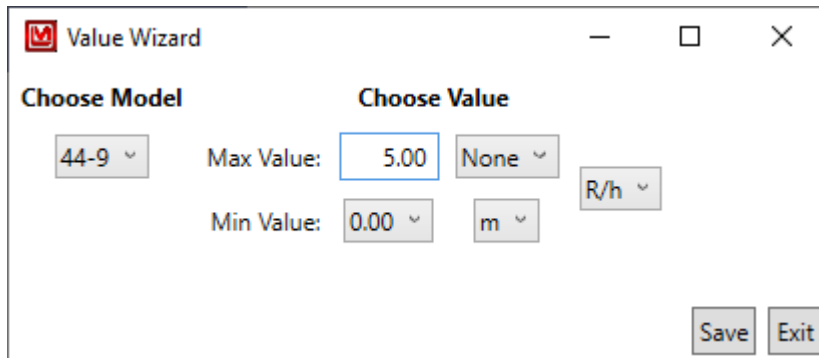 Value Wizard
Choose Model Choose Value
44-9 Max Value: 5.00 None
R/h
Min Value: 0.00 m
Save Exit